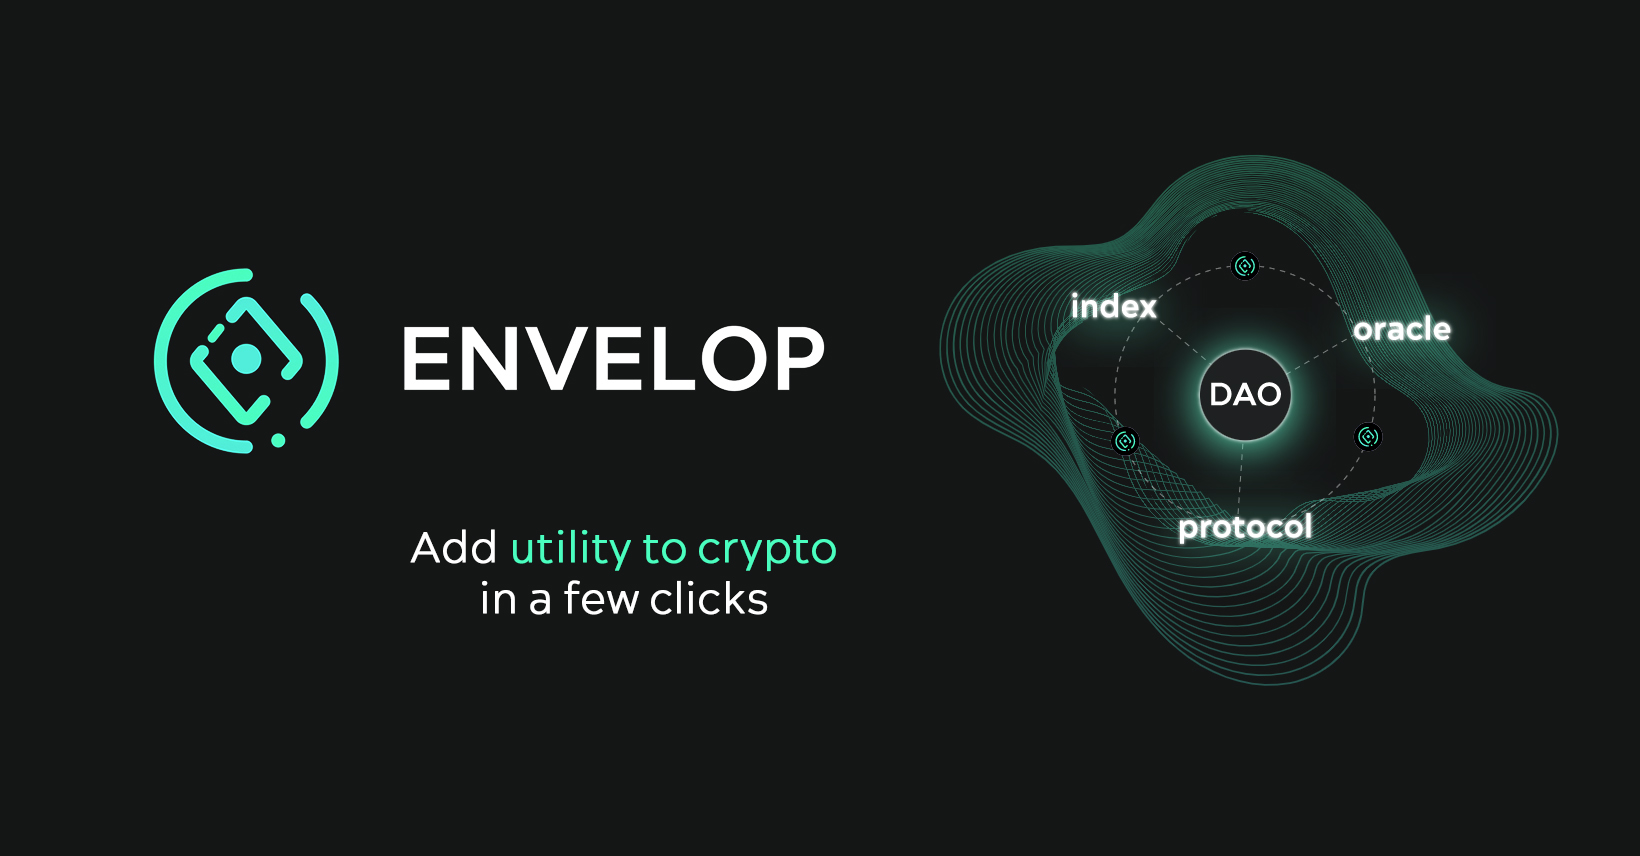 ENVELOP
Add utility to crypto
in a few clicks
index
oracle
DAO
protocol